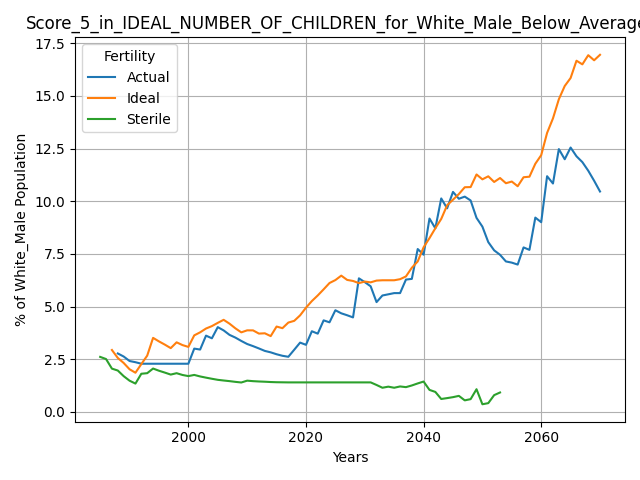 Score_5_in_IDEAL_NUMBER_OF_CHILDREN_for_White_Male_Below_Average
Fertility
Actual
Ideal
Sterile
17.5
15.0
12.5
10.0
7.5
5.0
2.5
0.0
% of White_Male Population
2000
2020
2040
2060
Years